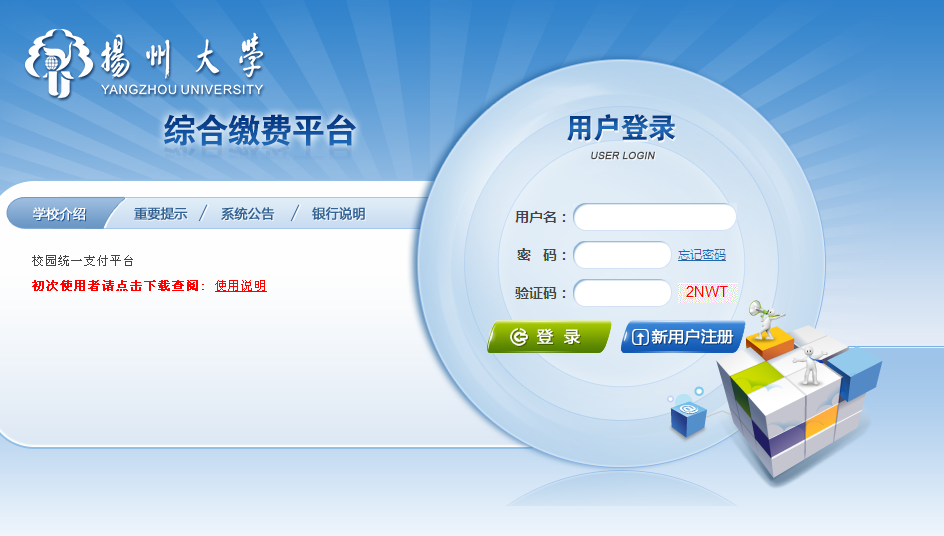 揚州大學
YANGZHOU UNIVERSITY
综合缴费平台
用户登录
USER LOGIN
学校介绍 重要提示 / 系统公告 / 银行说明
校园统一支付平台
初次使用者请点击下载查阅： 使用说明
用户名：
密 码： 忘记密码
验证码： 2NWT
登 录 新用户注册
@